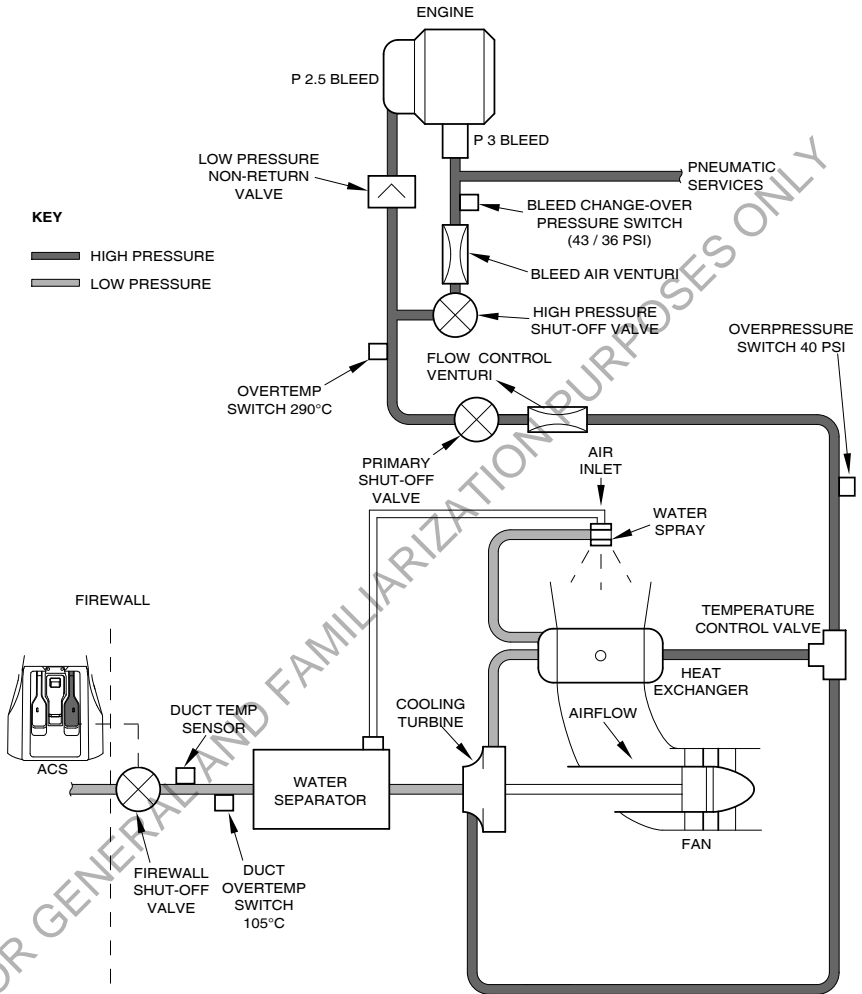 ENGINE
P 2.5 BLEED
P 3 BLEED
LOW PRESSURE
NON-RETURN
VALVE
PNEUMATIC
SERVICES
BLEED CHANGE-OVER
PRESSURE SWITCH
(43 / 36 PSI)
KEY
HIGH PRESSURE
LOW PRESSURE
BLEED AIR VENTURI
HIGH PRESSURE
SHUT-OFF VALVE
OVERPRESSURE
SWITCH 40 PSI
FLOW CONTROL
VENTURI
OVERTEMP
SWITCH 290°C
PRIMARY
SHUT-OFF
VALVE
AIR
INLET
WATER
SPRAY
FIREWALL
TEMPERATURE
CONTROL VALVE
HEAT
EXCHANGER
COOLING
TURBINE
AIRFLOW
DUCT TEMP
SENSOR
ACS
WATER
SEPARATOR
FAN
FIREWALL
SHUT-OFF
VALVE
DUCT
OVERTEMP
SWITCH
105°C
FOR GENERAL AND FAMILIARIZATION PURPOSES ONLY